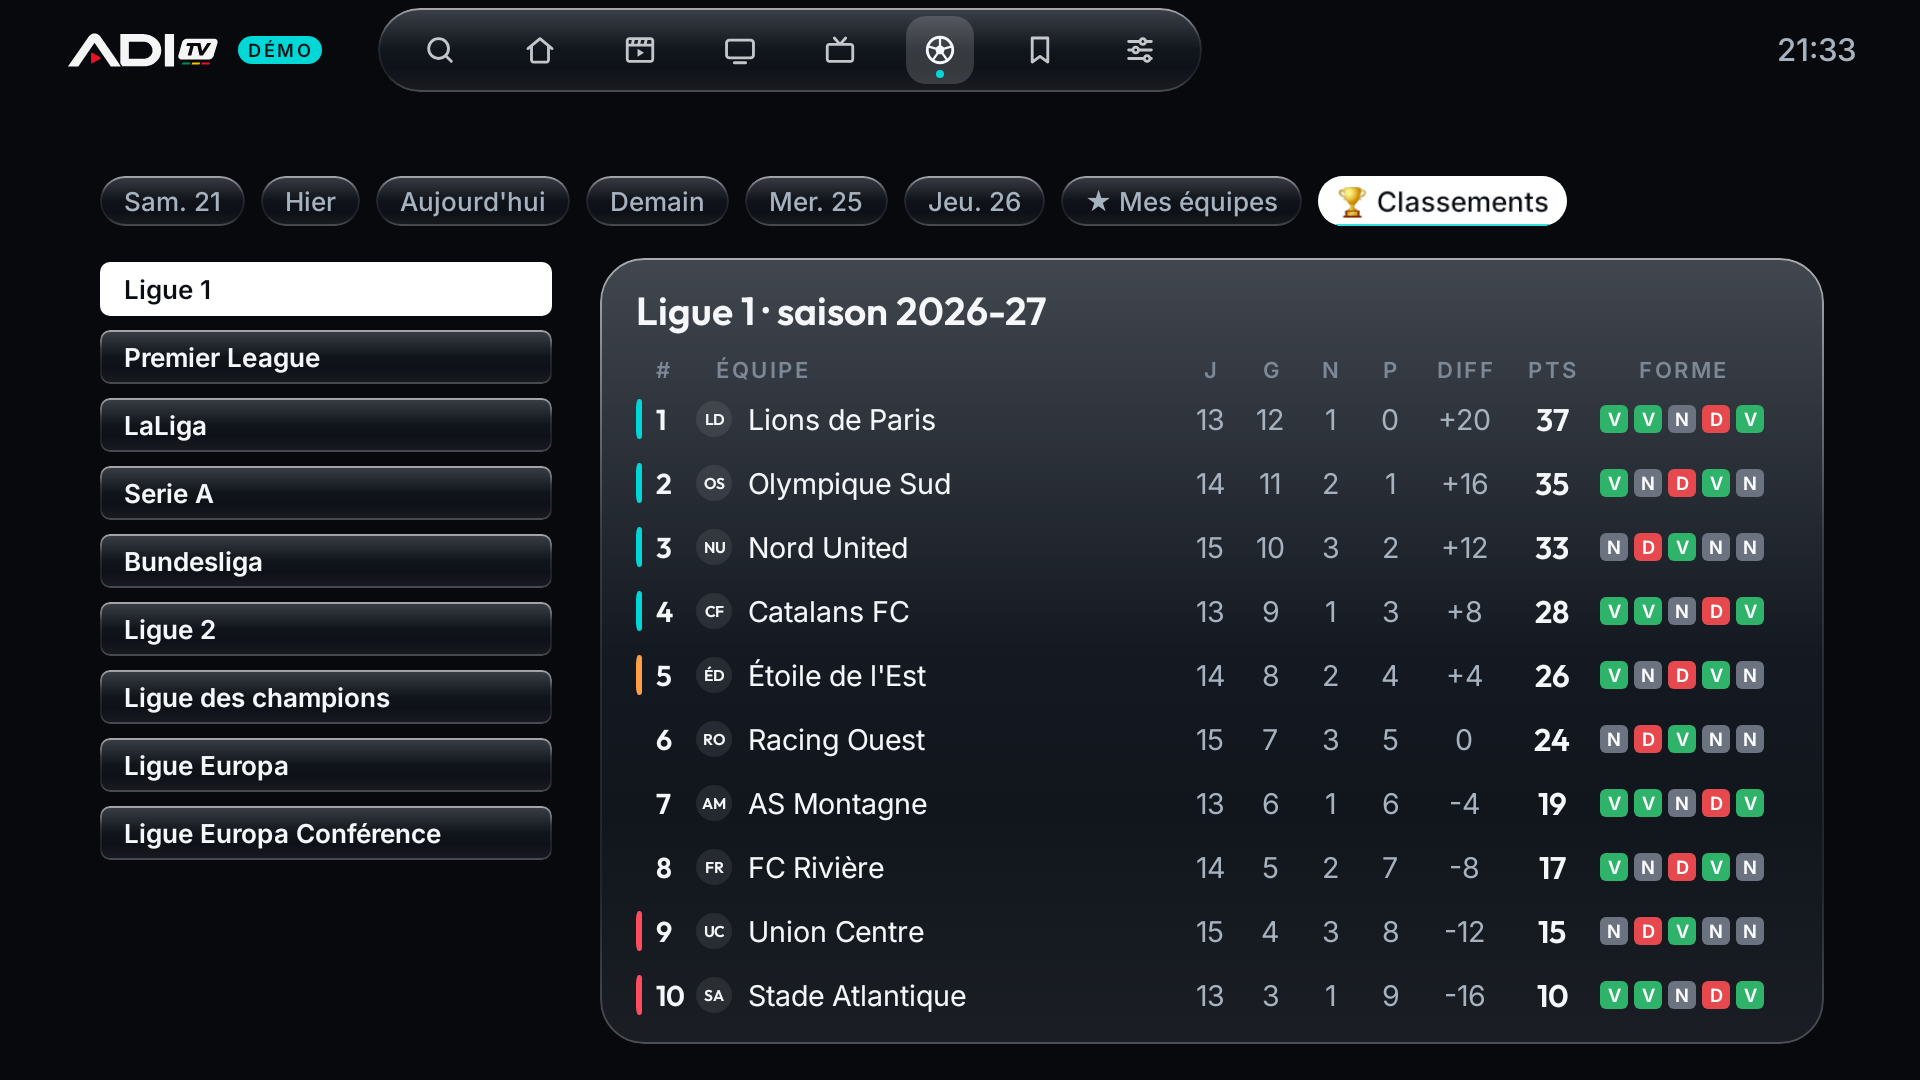 ADI TV DÉMO 21:33
Sam. 21 Hier Aujourd'hui Demain Mer. 25 Jeu. 26 ★ Mes équipes 🏆 Classements
Ligue 1
Premier League
LaLiga
Serie A
Bundesliga
Ligue 2
Ligue des champions
Ligue Europa
Ligue Europa Conférence
Ligue 1 · saison 2026-27
# ÉQUIPE J G N P DIFF PTS FORME
1 LD Lions de Paris 13 12 1 0 +20 37 V V N D V
2 OS Olympique Sud 14 11 2 1 +16 35 V N D V N
3 NU Nord United 15 10 3 2 +12 33 N D V N N
4 CF Catalans FC 13 9 1 3 +8 28 V V N D V
5 ÉD Étoile de l'Est 14 8 2 4 +4 26 V N D V N
6 RO Racing Ouest 15 7 3 5 0 24 N D V N N
7 AM AS Montagne 13 6 1 6 -4 19 V V N D V
8 FR FC Rivière 14 5 2 7 -8 17 V N D V N
9 UC Union Centre 15 4 3 8 -12 15 N D V N N
10 SA Stade Atlantique 13 3 1 9 -16 10 V V N D V